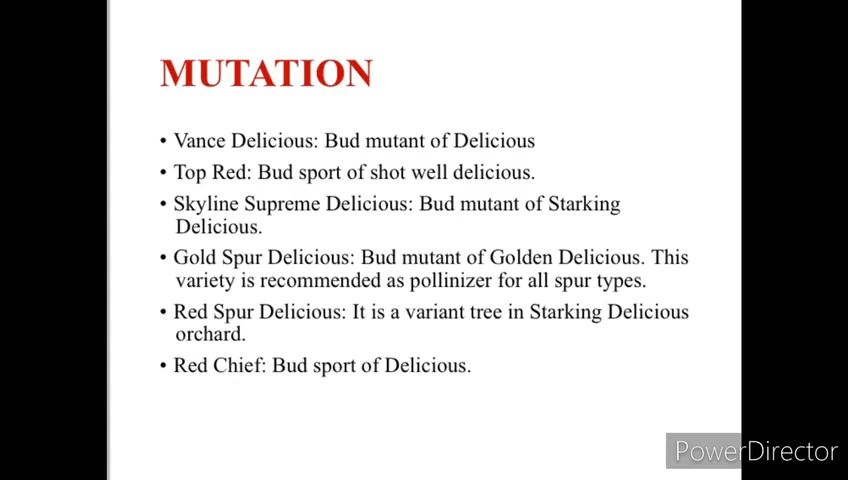 MUTATION
• Vance Delicious: Bud mutant of Delicious
• Top Red: Bud sport of shot well delicious.
• Skyline Supreme Delicious: Bud mutant of Starking
Delicious.
• Gold Spur Delicious: Bud mutant of Golden Delicious. This
variety is recommended as pollinizer for all spur types.
• Red Spur Delicious: It is a variant tree in Starking Delicious
orchard.
• Red Chief: Bud sport of Delicious.
PowerDirector